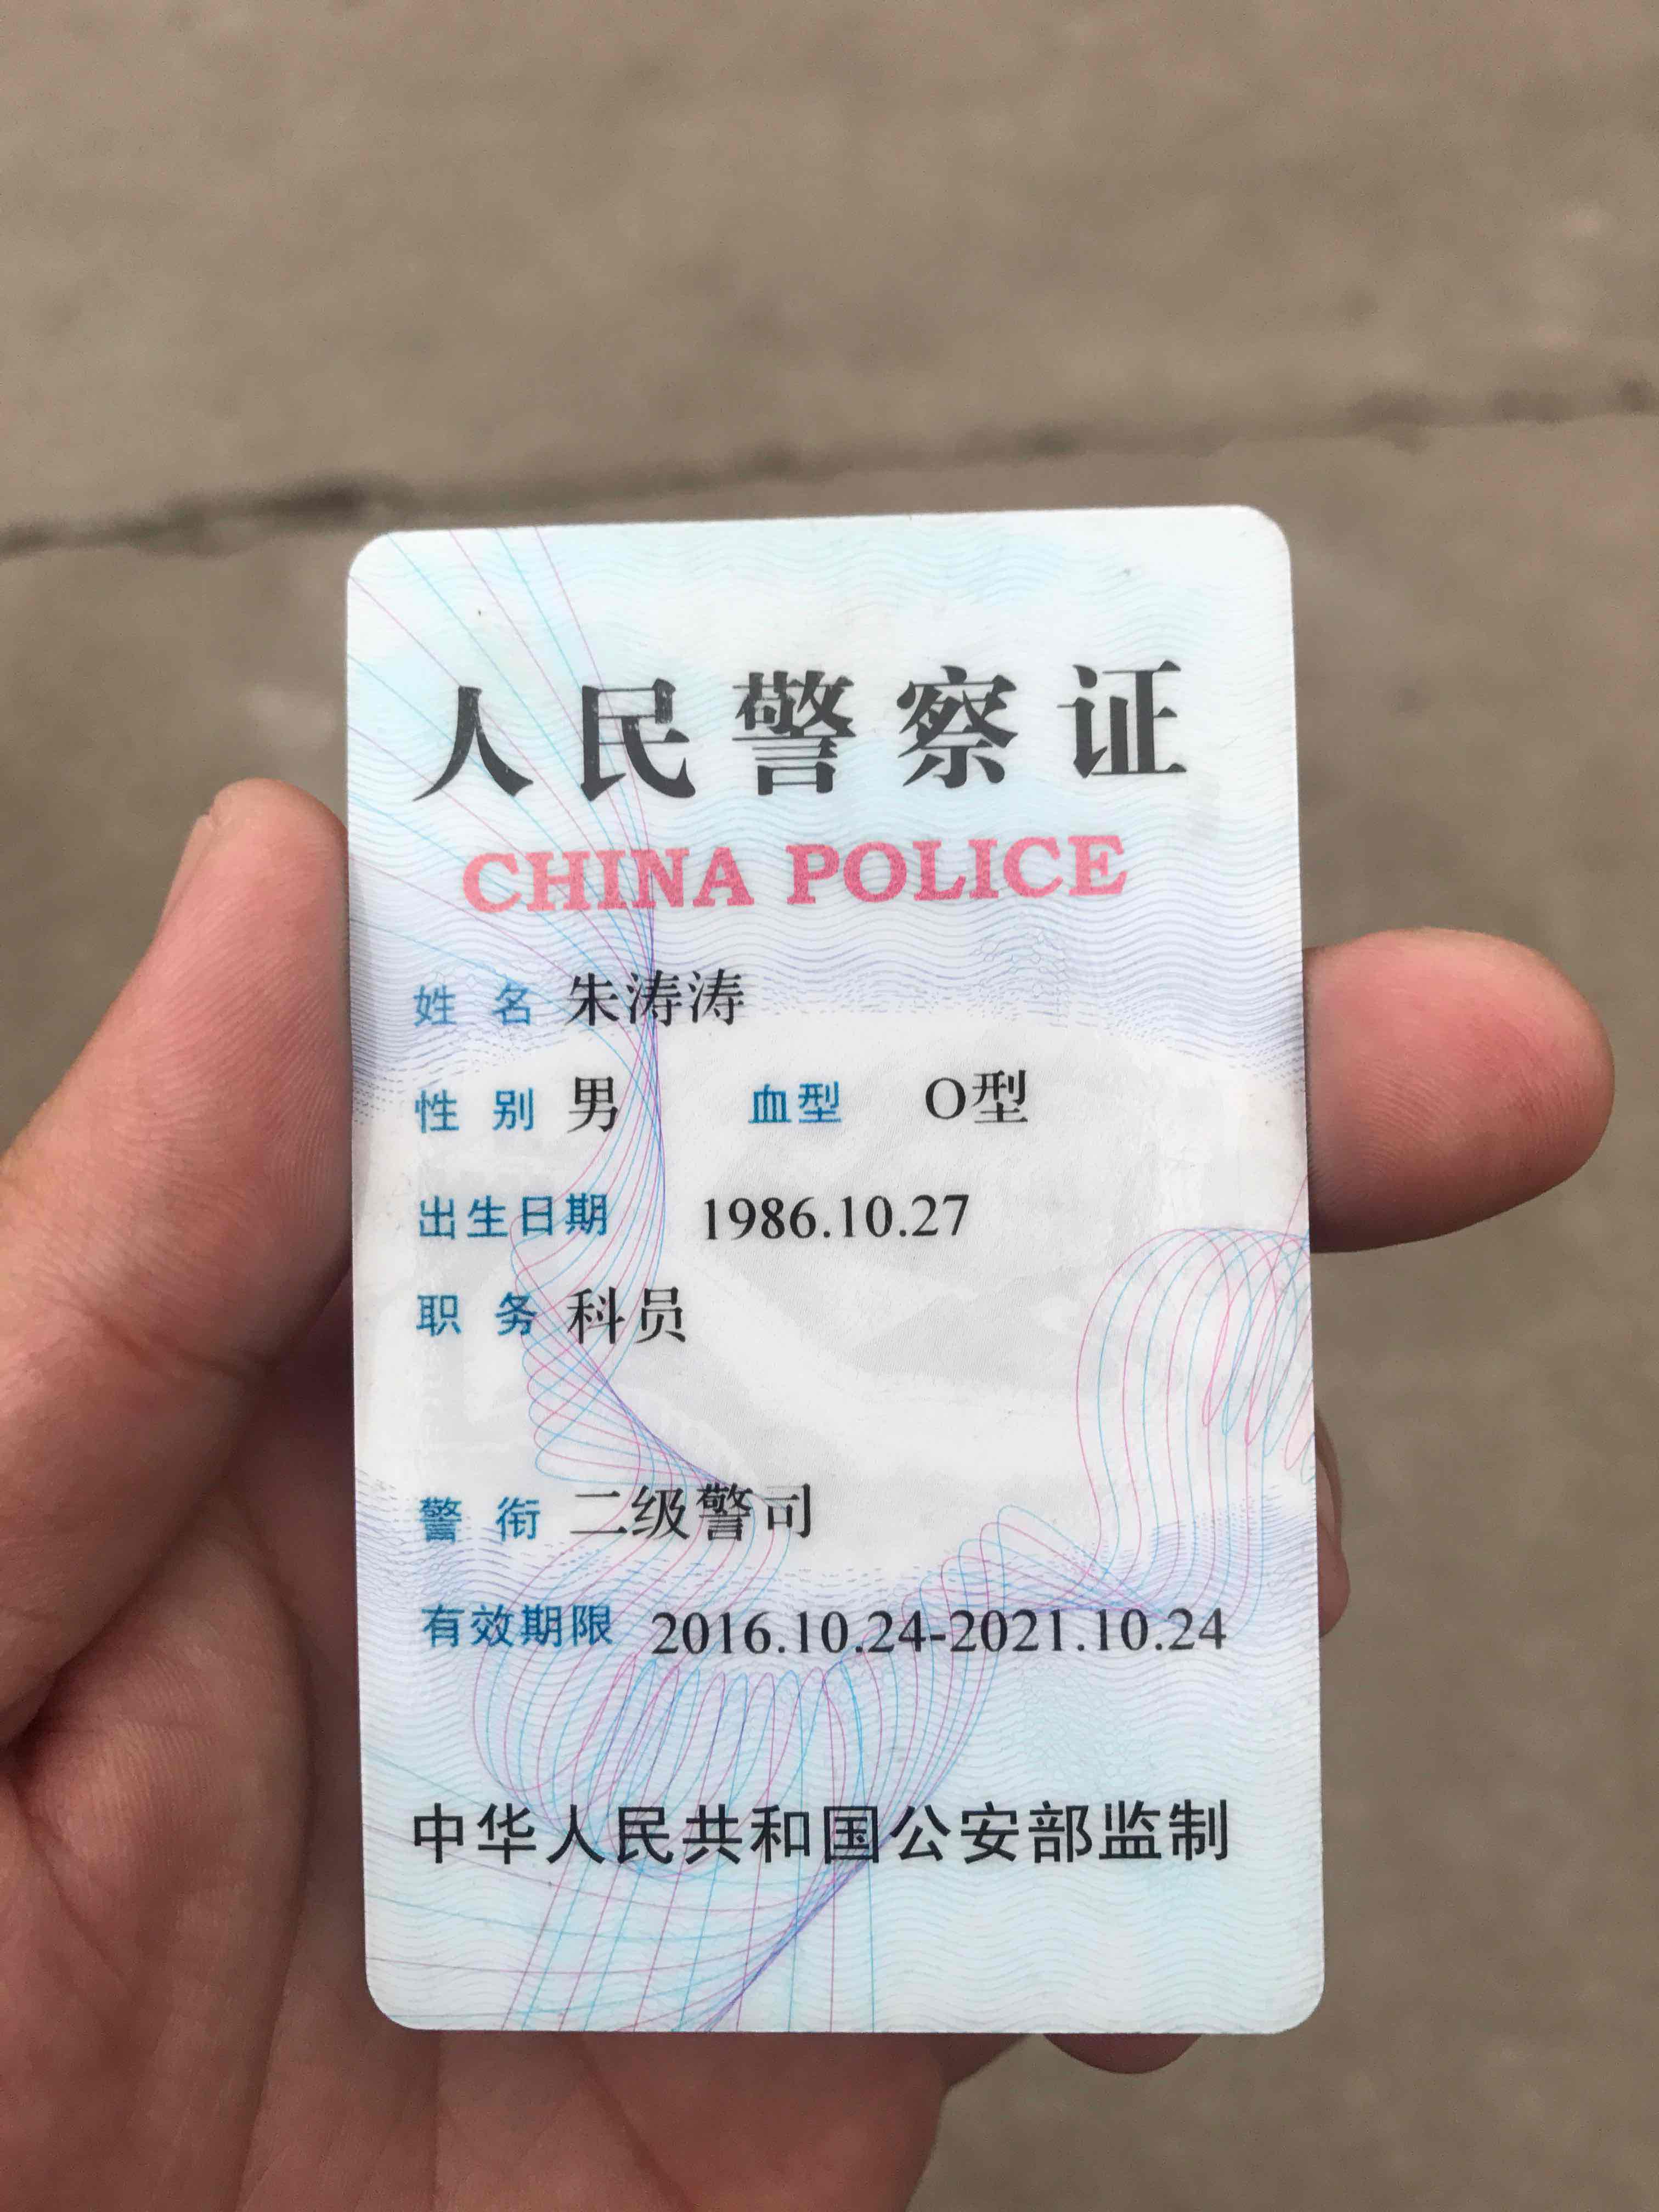 人民警察证
CHINA POLICE
姓 名 朱涛涛
性 别 男 血型 O型
出生日期 1986.10.27
职 务 科员
警 衔 二级警司
有效期限 2016.10.24-2021.10.24
中华人民共和国公安部监制